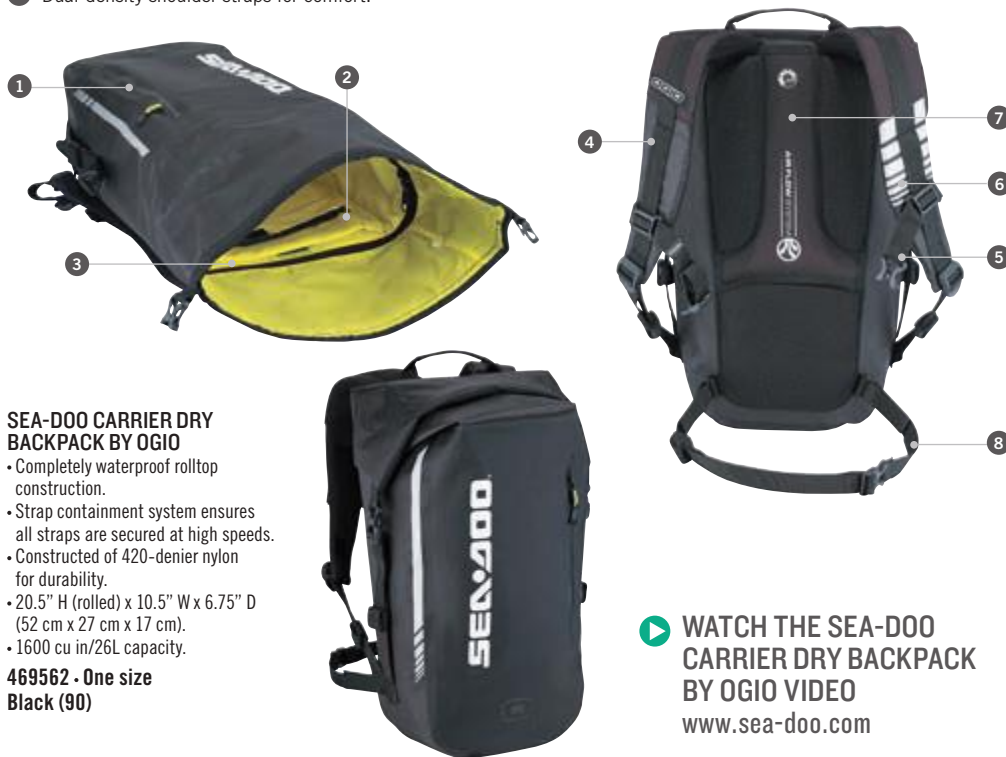 Dual-density shoulder straps for comfort.
1
2
3
SEA-DOO
4
5
6
7
8
OGIO
AIR FLOW SYSTEM
SEA-DOO CARRIER DRY
BACKPACK BY OGIO
• Completely waterproof rolltop
construction.
• Strap containment system ensures
all straps are secured at high speeds.
• Constructed of 420-denier nylon
for durability.
• 20.5” H (rolled) x 10.5” W x 6.75” D
(52 cm x 27 cm x 17 cm).
• 1600 cu in/26L capacity.
469562 • One size
Black (90)
SEA-DOO
WATCH THE SEA-DOO
CARRIER DRY BACKPACK
BY OGIO VIDEO
www.sea-doo.com